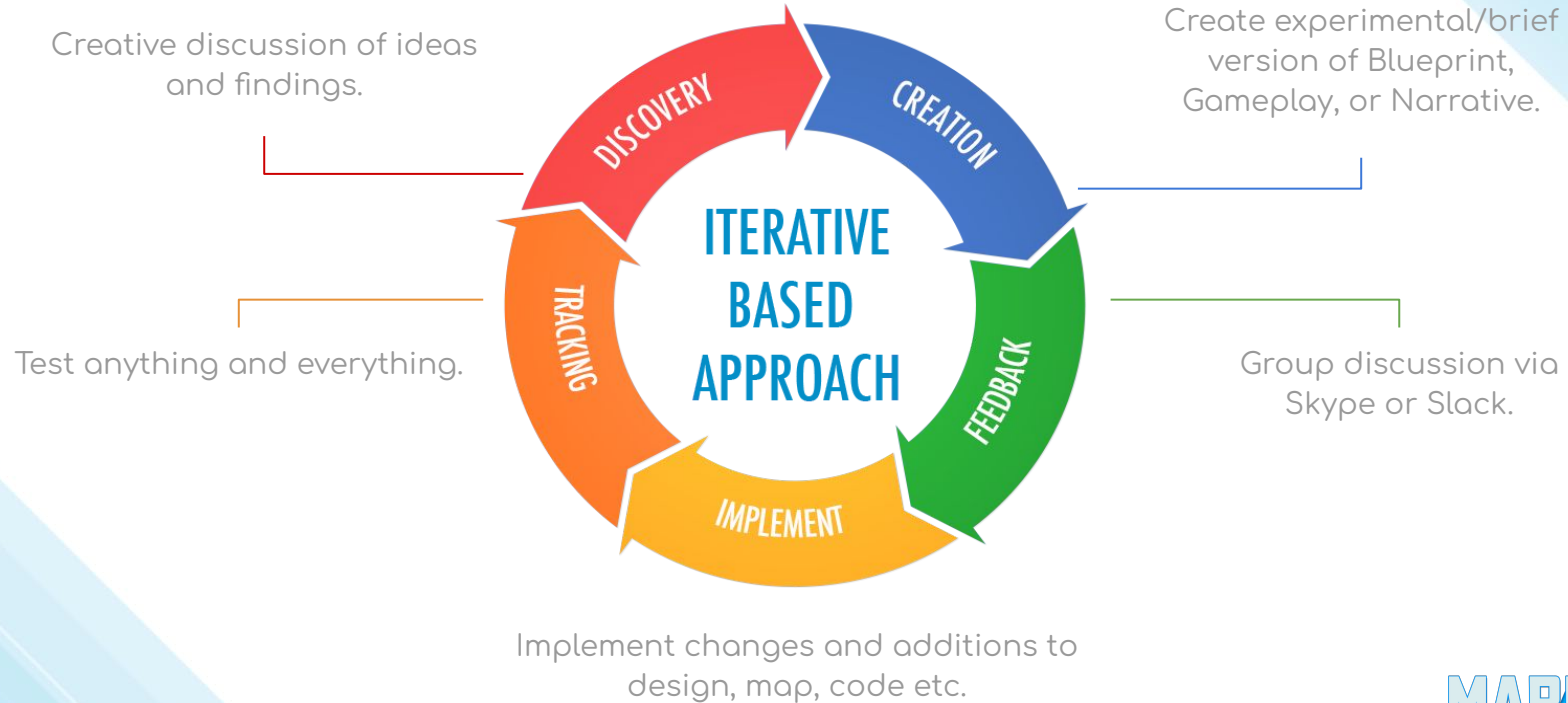 Creative discussion of ideas
and findings.
Create experimental/brief
version of Blueprint,
Gameplay, or Narrative.
DISCOVERY
CREATION
ITERATIVE
BASED
APPROACH
TRACKING
FEEDBACK
IMPLEMENT
Test anything and everything.
Group discussion via
Skype or Slack.
Implement changes and additions to
design, map, code etc.